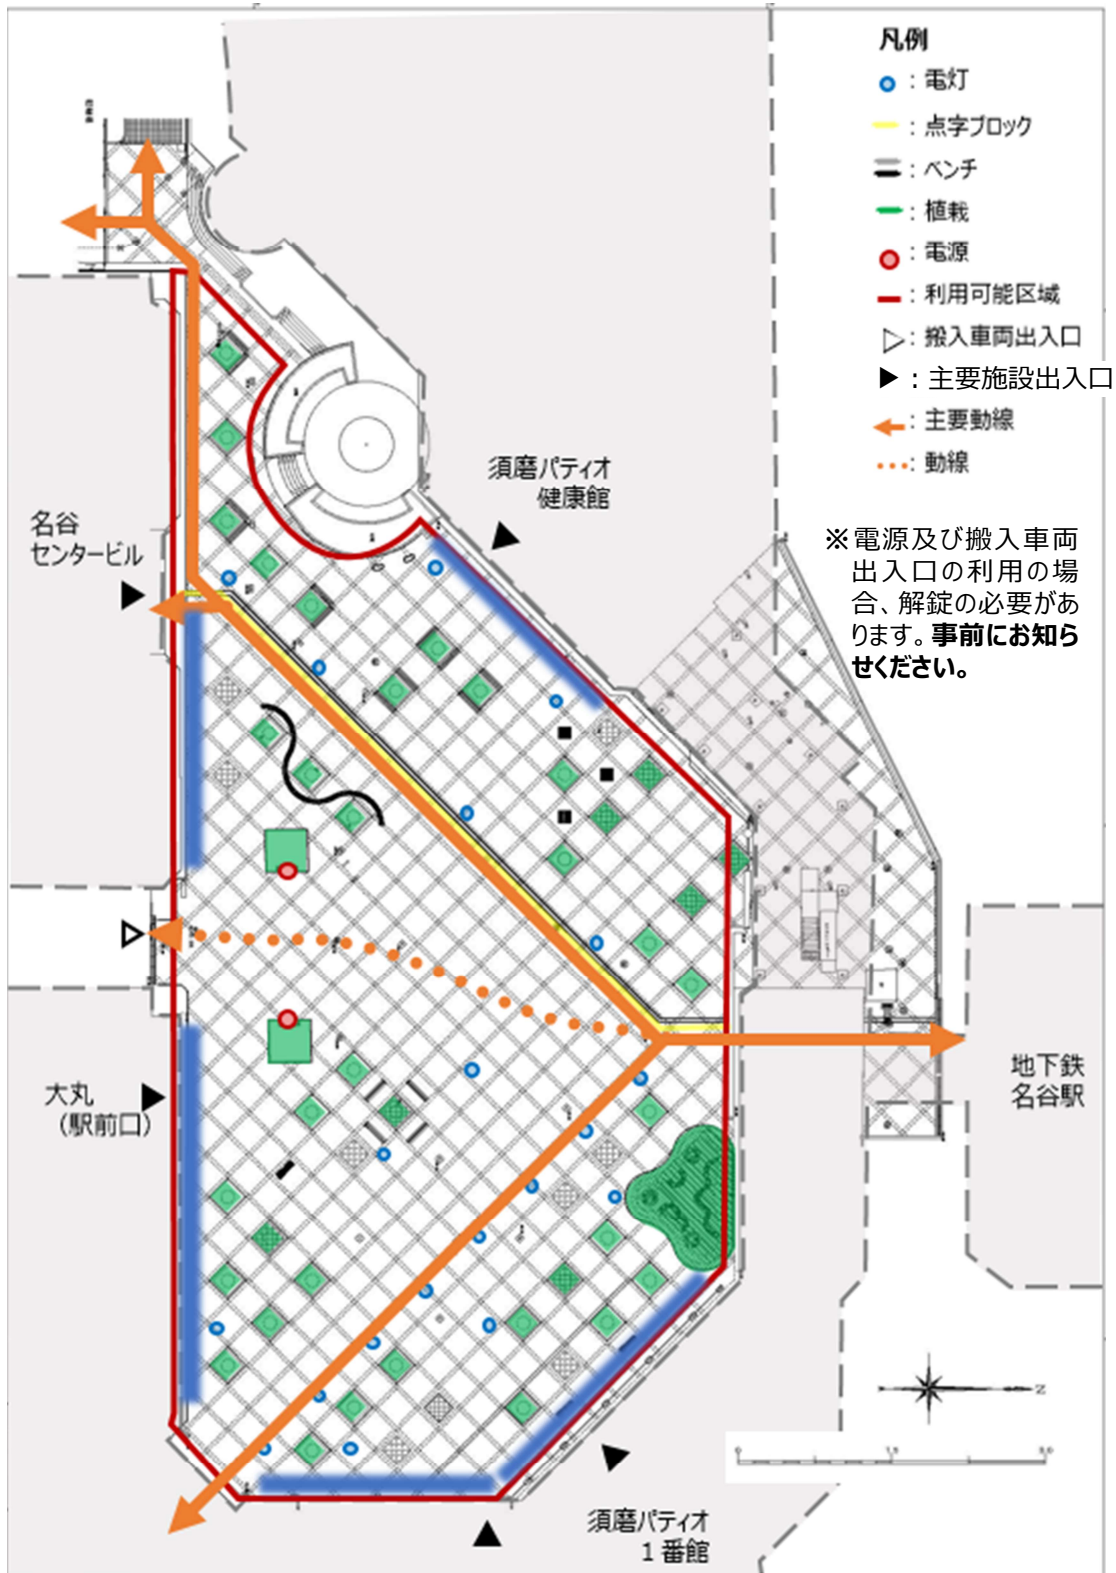 凡例
：電灯
：点字ブロック
：ベンチ
：植栽
：電源
：利用可能区域
：搬入車両出入口
：主要施設出入口
：主要動線
：動線
須磨パティオ
健康館
名谷
センタービル
※電源及び搬入車両
出入口の利用の場
合、解錠の必要があ
ります。事前にお知ら
せください。
大丸
（駅前口）
地下鉄
名谷駅
Z
須磨パティオ
１番館